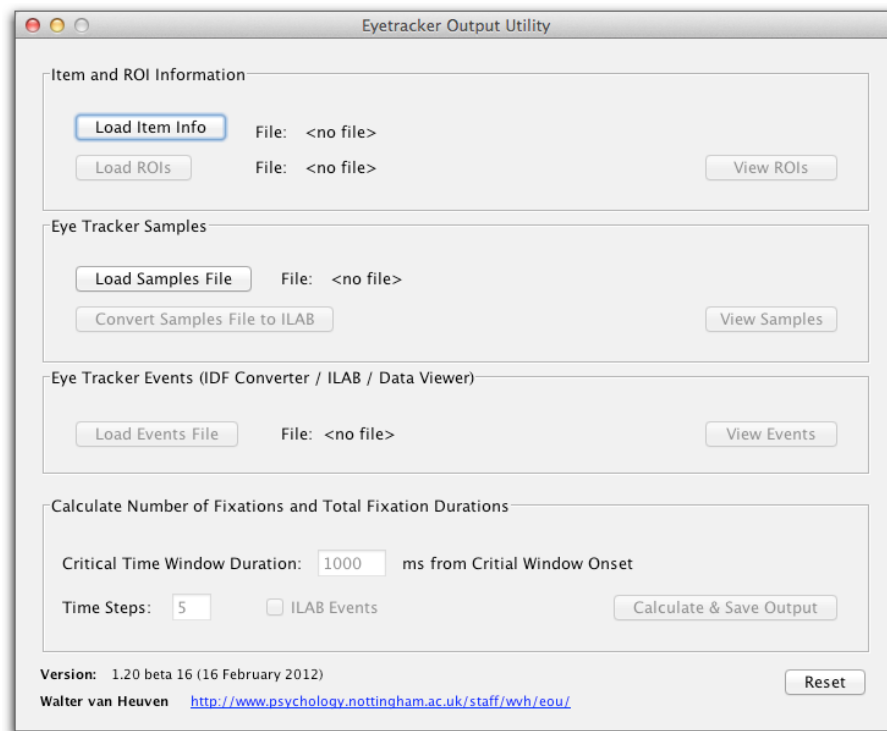 Eyetracker Output Utility
Item and ROI Information
Load Item Info File: <no file>
Load ROIs File: <no file> View ROIs
Eye Tracker Samples
Load Samples File File: <no file>
Convert Samples File to ILAB View Samples
Eye Tracker Events (IDF Converter / ILAB / Data Viewer)
Load Events File File: <no file> View Events
Calculate Number of Fixations and Total Fixation Durations
Critical Time Window Duration: 1000 ms from Critial Window Onset
Time Steps: 5 ILAB Events Calculate & Save Output
Version: 1.20 beta 16 (16 February 2012)
Reset
Walter van Heuven http://www.psychology.nottingham.ac.uk/staff/wvh/eou/